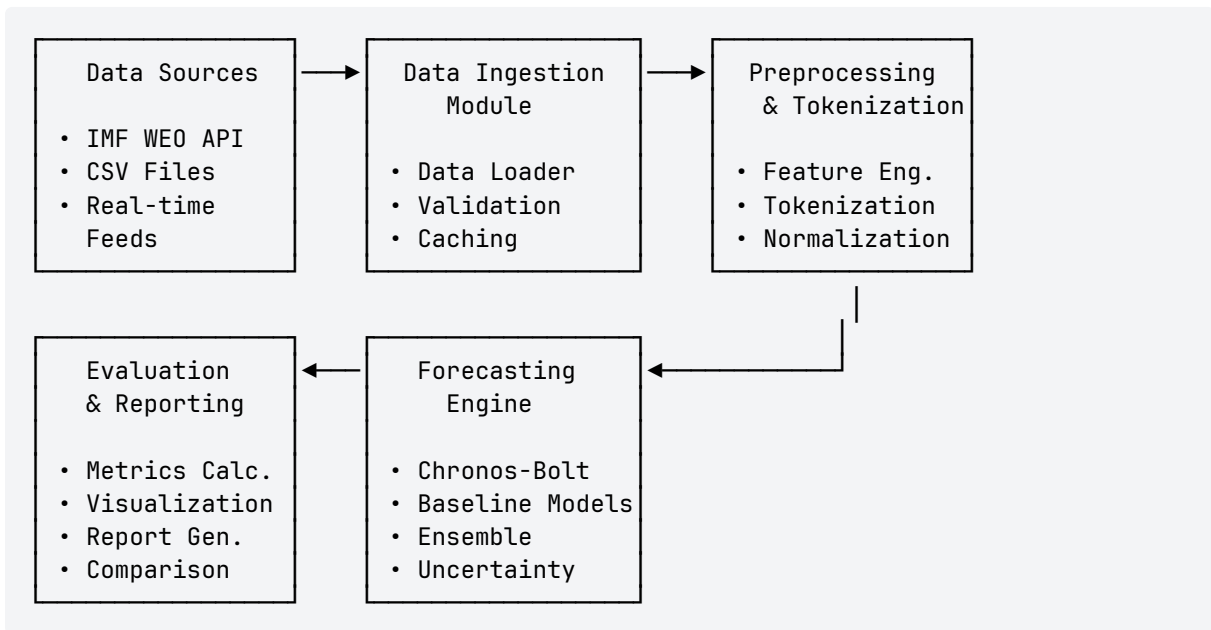 Data Sources
• IMF WEO API
• CSV Files
• Real-time
Feeds
Data Ingestion
Module
• Data Loader
• Validation
• Caching
Preprocessing
& Tokenization
• Feature Eng.
• Tokenization
• Normalization
Evaluation
& Reporting
• Metrics Calc.
• Visualization
• Report Gen.
• Comparison
Forecasting
Engine
• Chronos-Bolt
• Baseline Models
• Ensemble
• Uncertainty